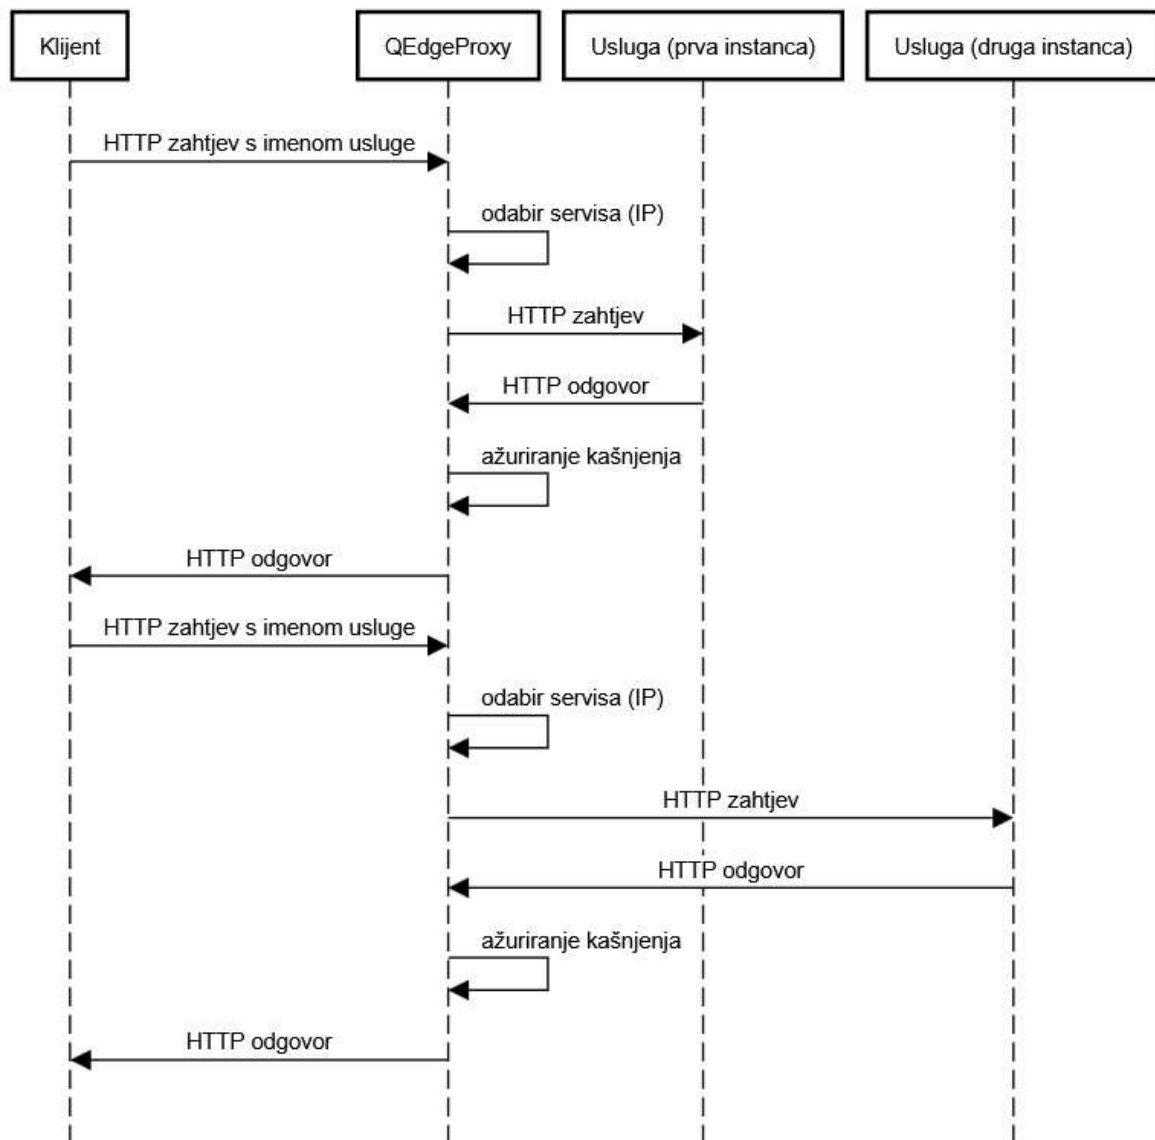 Klijent
QEdgeProxy
Usluga (prva instanca)
Usluga (druga instanca)
HTTP zahtjev s imenom usluge
odabir servisa (IP)
HTTP zahtjev
HTTP odgovor
ažuriranje kašnjenja
HTTP odgovor
HTTP zahtjev s imenom usluge
odabir servisa (IP)
HTTP zahtjev
HTTP odgovor
ažuriranje kašnjenja
HTTP odgovor